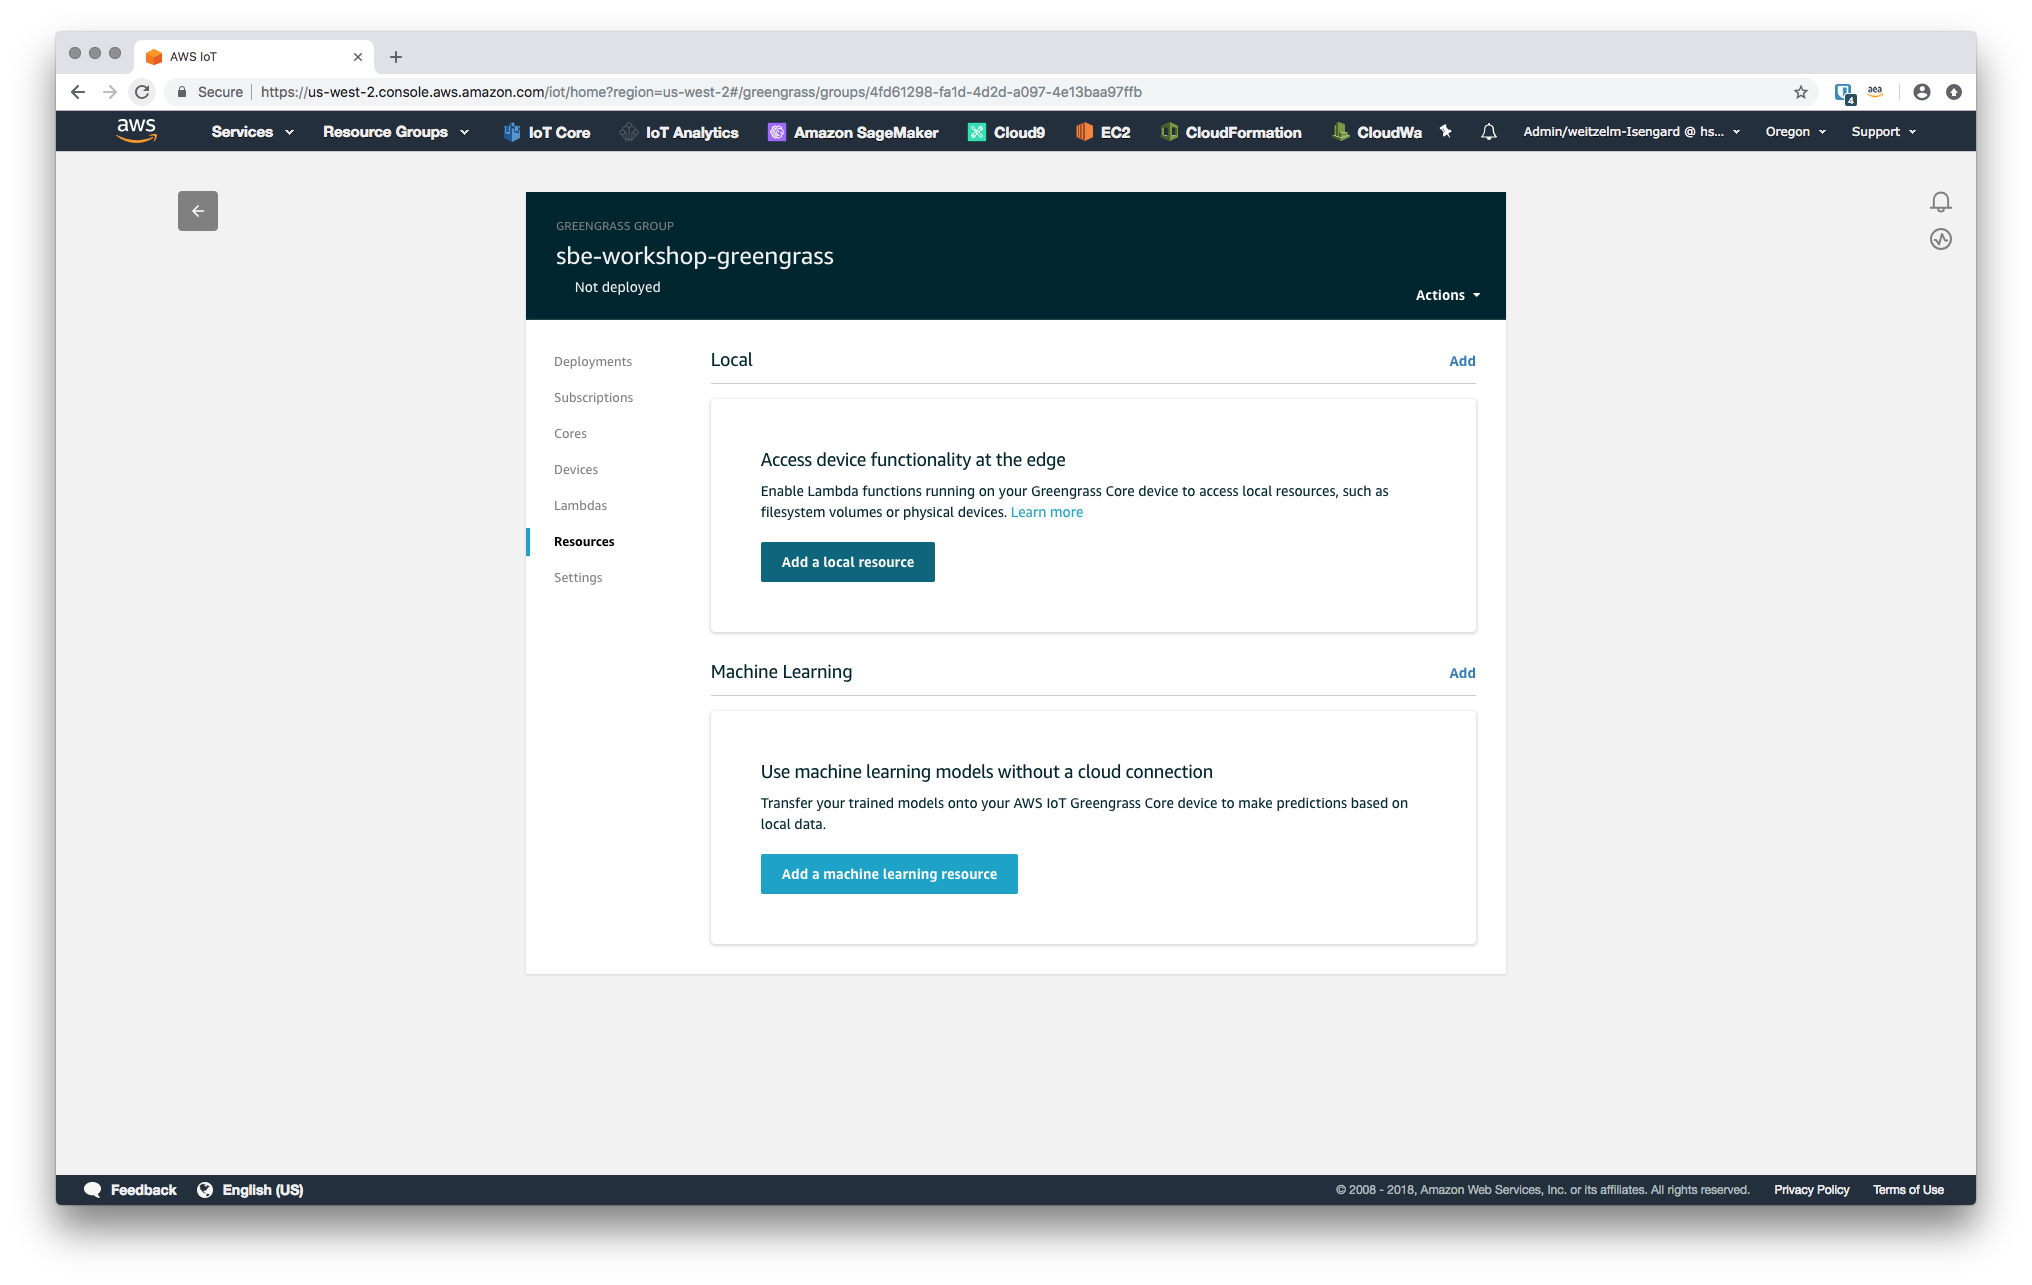 AWS IoT
Secure https://us-west-2.console.aws.amazon.com/iot/home?region=us-west-2#/greengrass/groups/4fd61298-fa1d-4d2d-a097-4e13baa97ffb
4
aea
aws Services Resource Groups IoT Core IoT Analytics Amazon SageMaker Cloud9 EC2 CloudFormation CloudWa Admin/weitzelm-Isengard @ hs... Oregon Support
GREENGRASS GROUP
sbe-workshop-greengrass
Not deployed
Actions
Deployments
Subscriptions
Cores
Devices
Lambdas
Resources
Settings
Local Add
Access device functionality at the edge
Enable Lambda functions running on your Greengrass Core device to access local resources, such as
filesystem volumes or physical devices. Learn more
Add a local resource
Machine Learning Add
Use machine learning models without a cloud connection
Transfer your trained models onto your AWS IoT Greengrass Core device to make predictions based on
local data.
Add a machine learning resource
Feedback English (US) © 2008 - 2018, Amazon Web Services, Inc. or its affiliates. All rights reserved. Privacy Policy Terms of Use